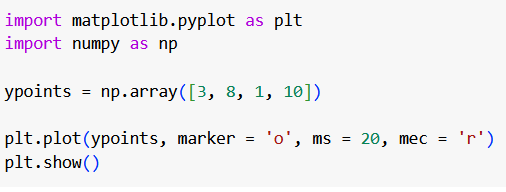 import matplotlib.pyplot as plt
import numpy as np
ypoints = np.array([3, 8, 1, 10])
plt.plot(ypoints, marker = 'o', ms = 20, mec = 'r')
plt.show()